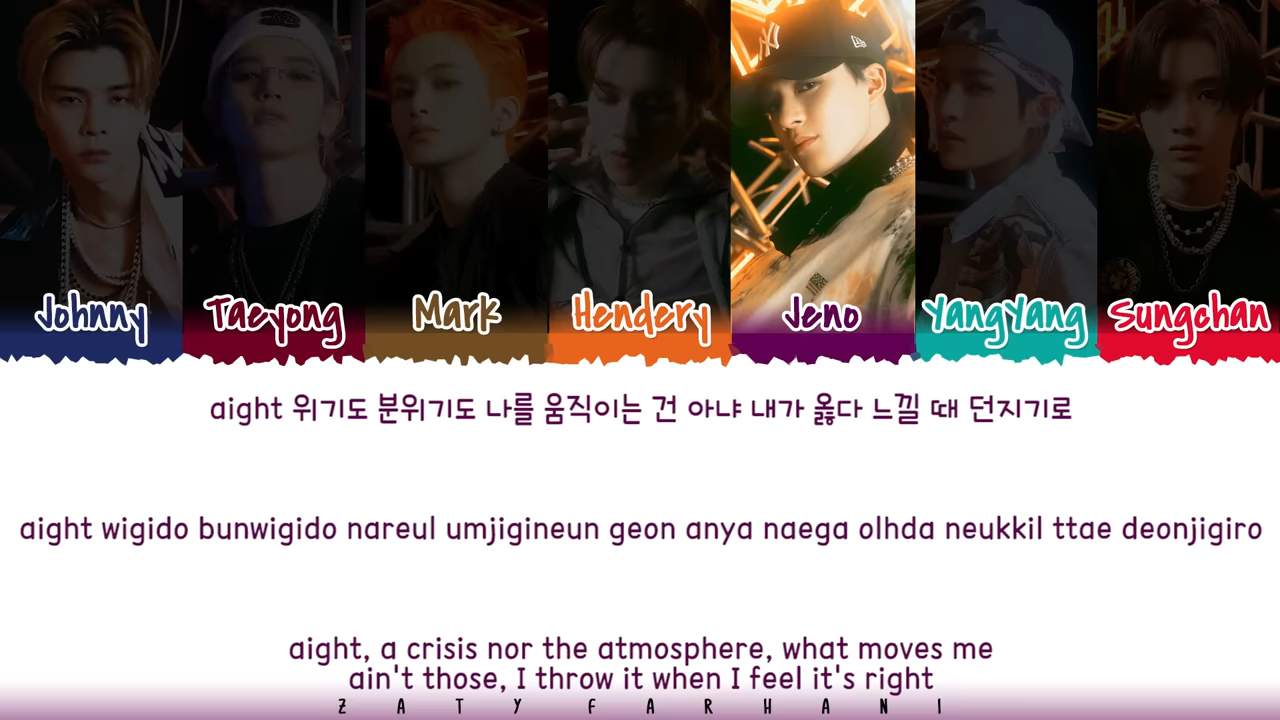 Johnny Taeyong Mark Hendery Jeno YangYang Sungchan
aight 위기도 분위기도 나를 움직이는 건 아냐 내가 옳다 느낄 때 던지기로
aight wigido bunwigido nareul umjigineun geon anya naega olhda neukkil ttae deonjigiro
aight, a crisis nor the atmosphere, what moves me
ain't those, I throw it when I feel it's right
ZATYFARHANI